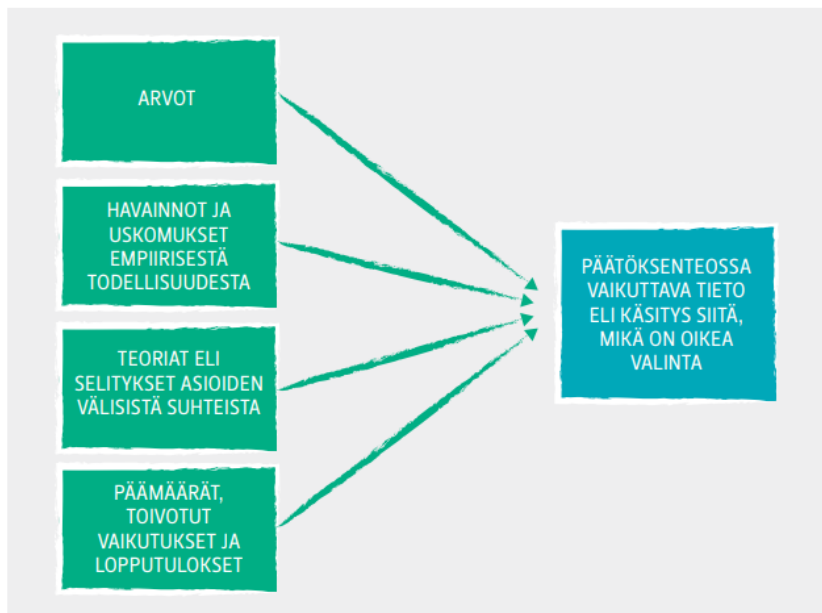 ARVOT
HAVAINNOT JA
USKOMUKSET
EMPIIRISESTÄ
TODELLISUUDESTA
TEORIAT ELI
SELITYKSET ASIOIDEN
VÄLISISTÄ SUHTEISTA
PÄÄMÄÄRÄT,
TOIVOTUT
VAIKUTUKSET JA
LOPPUTULOKSET
PÄÄTÖKSENTEOSSA
VAIKUTTAVA TIETO
ELI KÄSITYS SIITÄ,
MIKÄ ON OIKEA
VALINTA